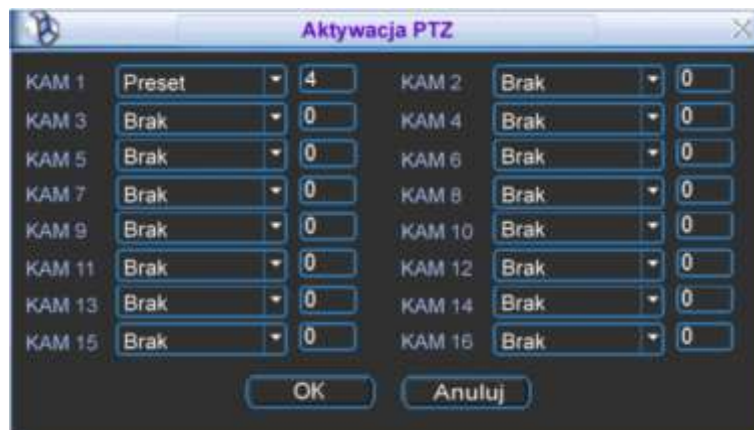 Aktywacja PTZ
KAM 1 Preset 4 KAM 2 Brak 0
KAM 3 Brak 0 KAM 4 Brak 0
KAM 5 Brak 0 KAM 6 Brak 0
KAM 7 Brak 0 KAM 8 Brak 0
KAM 9 Brak 0 KAM 10 Brak 0
KAM 11 Brak 0 KAM 12 Brak 0
KAM 13 Brak 0 KAM 14 Brak 0
KAM 15 Brak 0 KAM 16 Brak 0
OK Anuluj